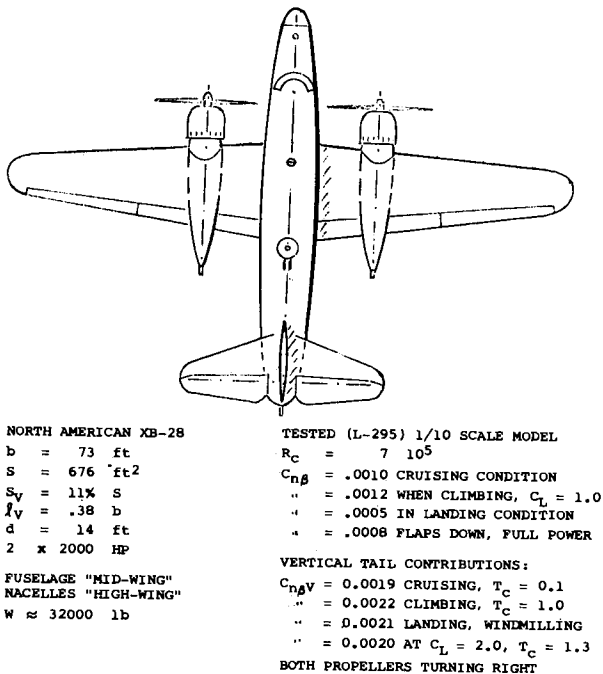 NORTH AMERICAN XB-28
b = 73 ft
S = 676 ft2
SV = 11% S
ℓV = .38 b
d = 14 ft
2 x 2000 HP
FUSELAGE "MID-WING"
NACELLES "HIGH-WING"
W ≈ 32000 lb
TESTED (L-295) 1/10 SCALE MODEL
Rc = 7 10^5
Cnβ = .0010 CRUISING CONDITION
" = .0012 WHEN CLIMBING, CL = 1.0
" = .0005 IN LANDING CONDITION
" = .0008 FLAPS DOWN, FULL POWER
VERTICAL TAIL CONTRIBUTIONS:
CnβV = 0.0019 CRUISING, Tc = 0.1
" = 0.0022 CLIMBING, Tc = 1.0
" = 0.0021 LANDING, WINDMILLING
" = 0.0020 AT CL = 2.0, Tc = 1.3
BOTH PROPELLERS TURNING RIGHT